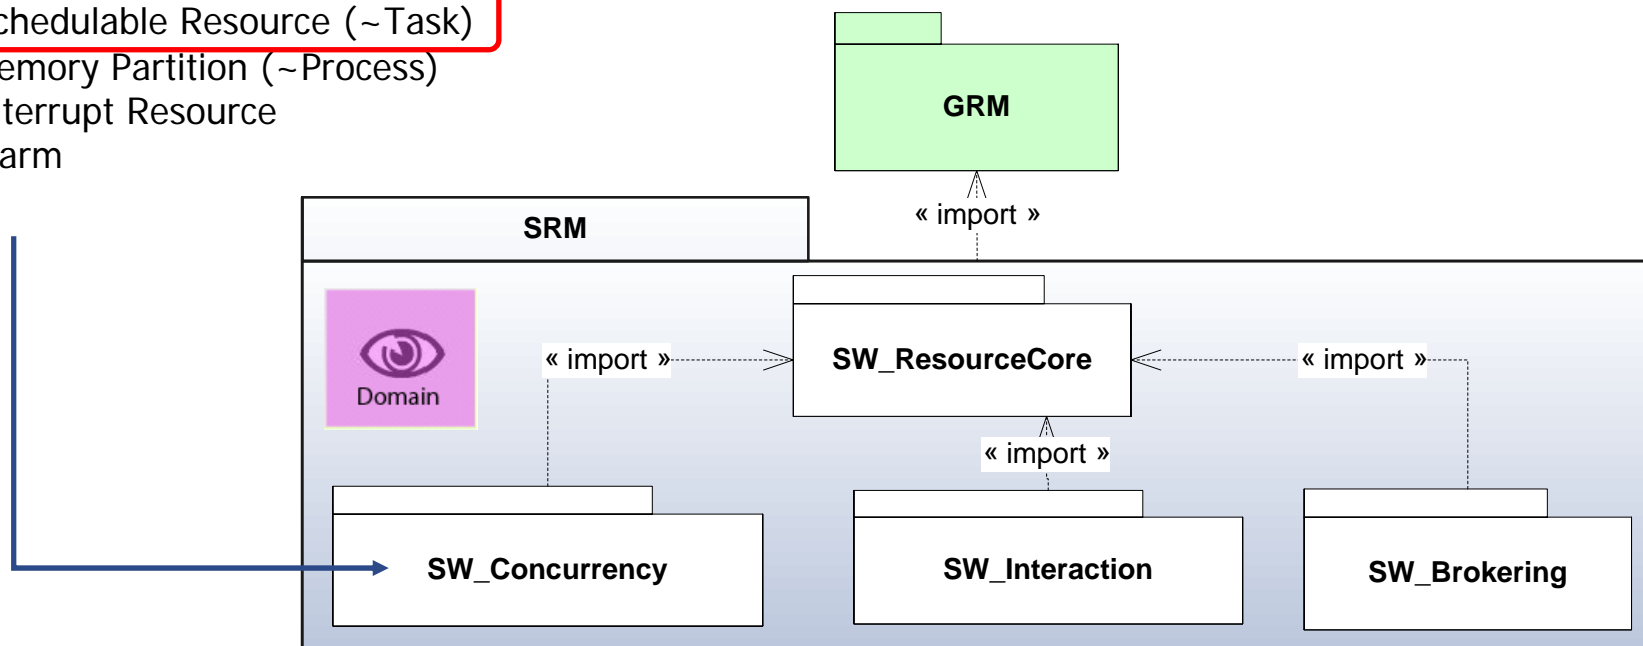 chedulable Resource (~Task)
emory Partition (~Process)
terrupt Resource
arm
GRM
« import »
SRM
Domain
« import »
SW_ResourceCore
« import »
« import »
SW_Concurrency
SW_Interaction
SW_Brokering